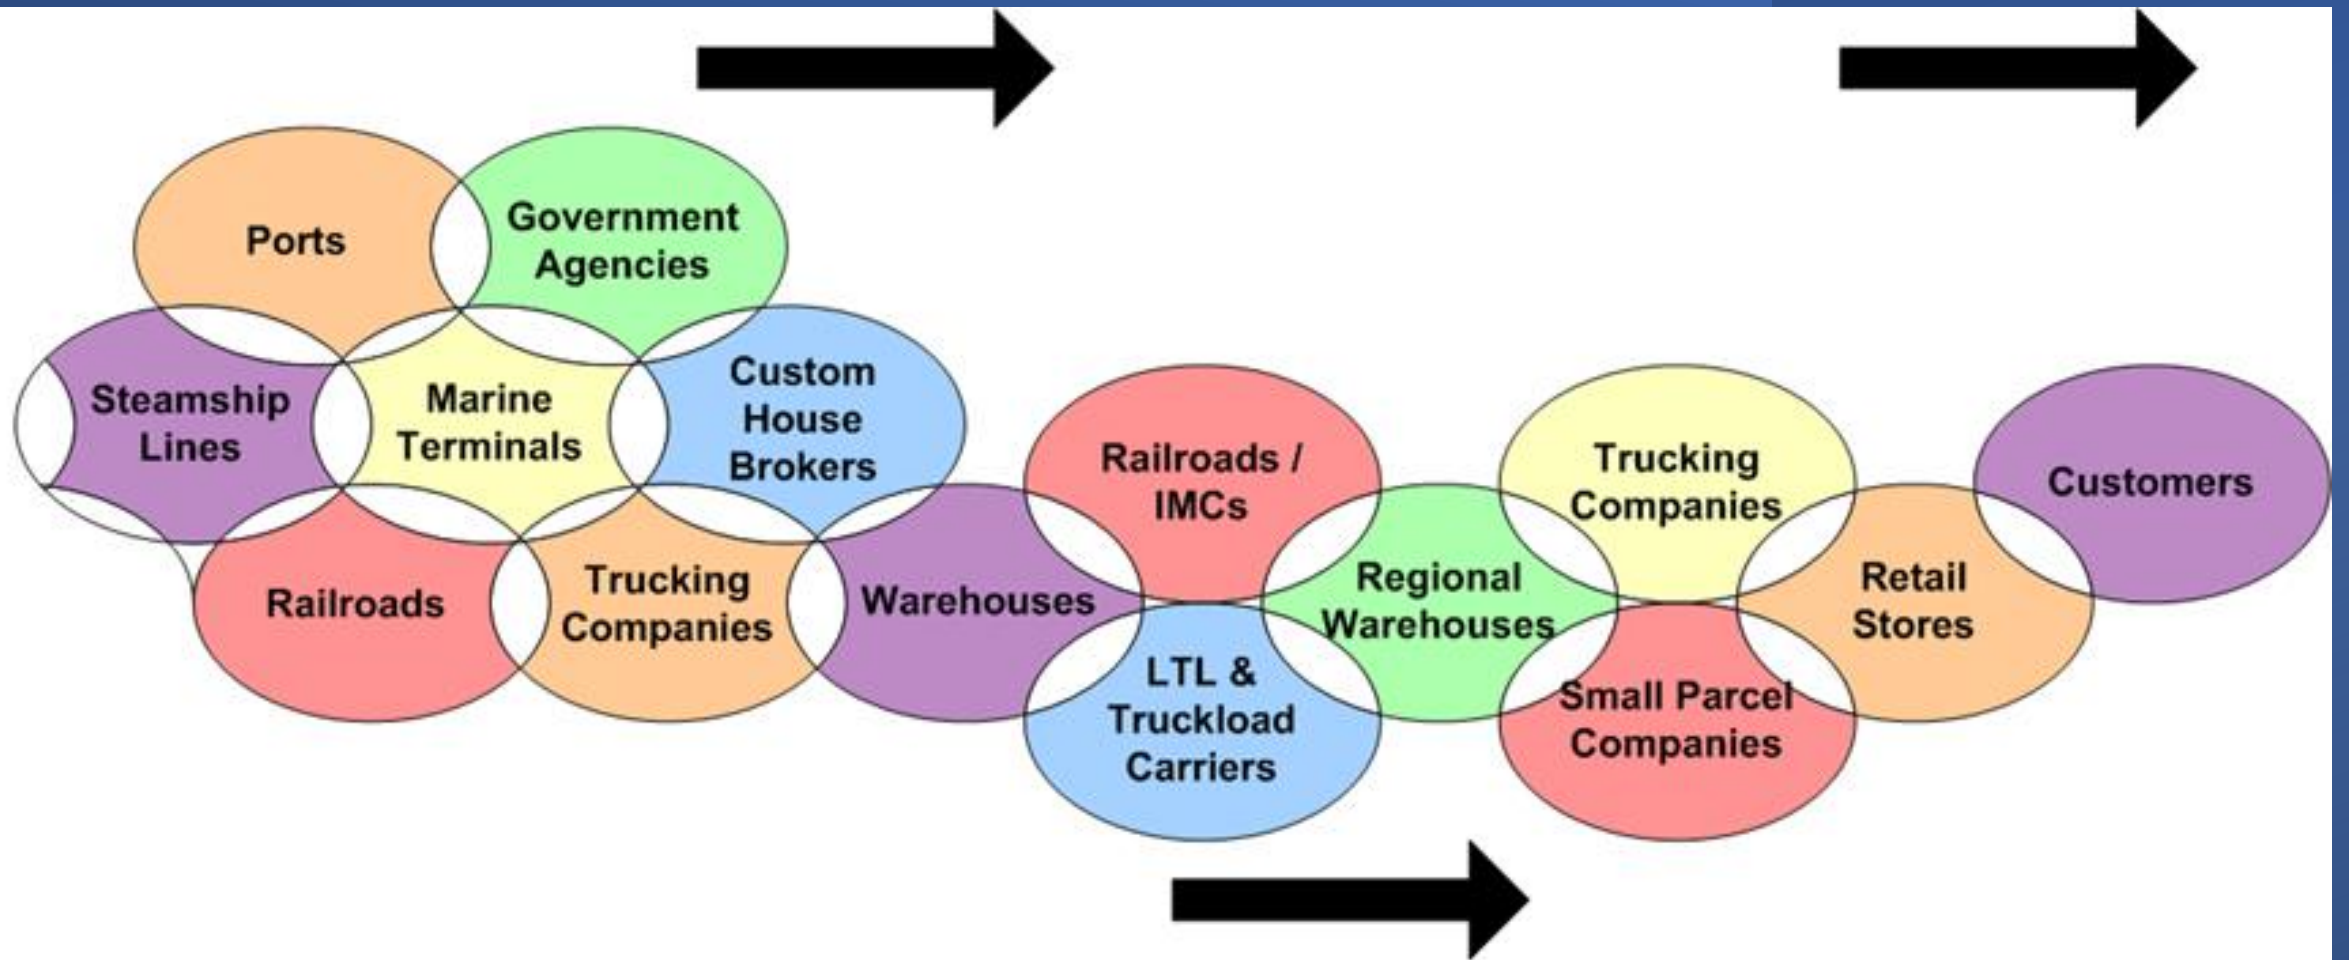 Ports
Government
Agencies
Steamship
Lines
Marine
Terminals
Custom
House
Brokers
Railroads
Trucking
Companies
Warehouses
Railroads /
IMCs
LTL &
Truckload
Carriers
Regional
Warehouses
Trucking
Companies
Small Parcel
Companies
Retail
Stores
Customers